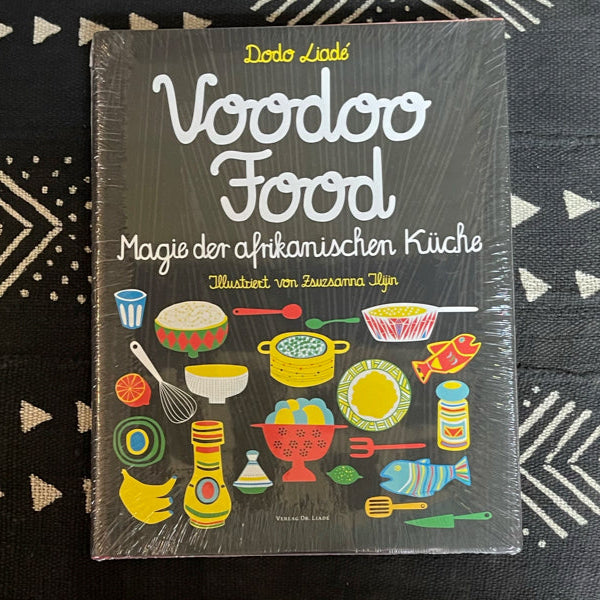 Dodo Liadé
Voodoo
Food
Magie der afrikanischen Küche
Illustriert von Zsuzsanna Ilijin
VERLAG DR. LIADÉ